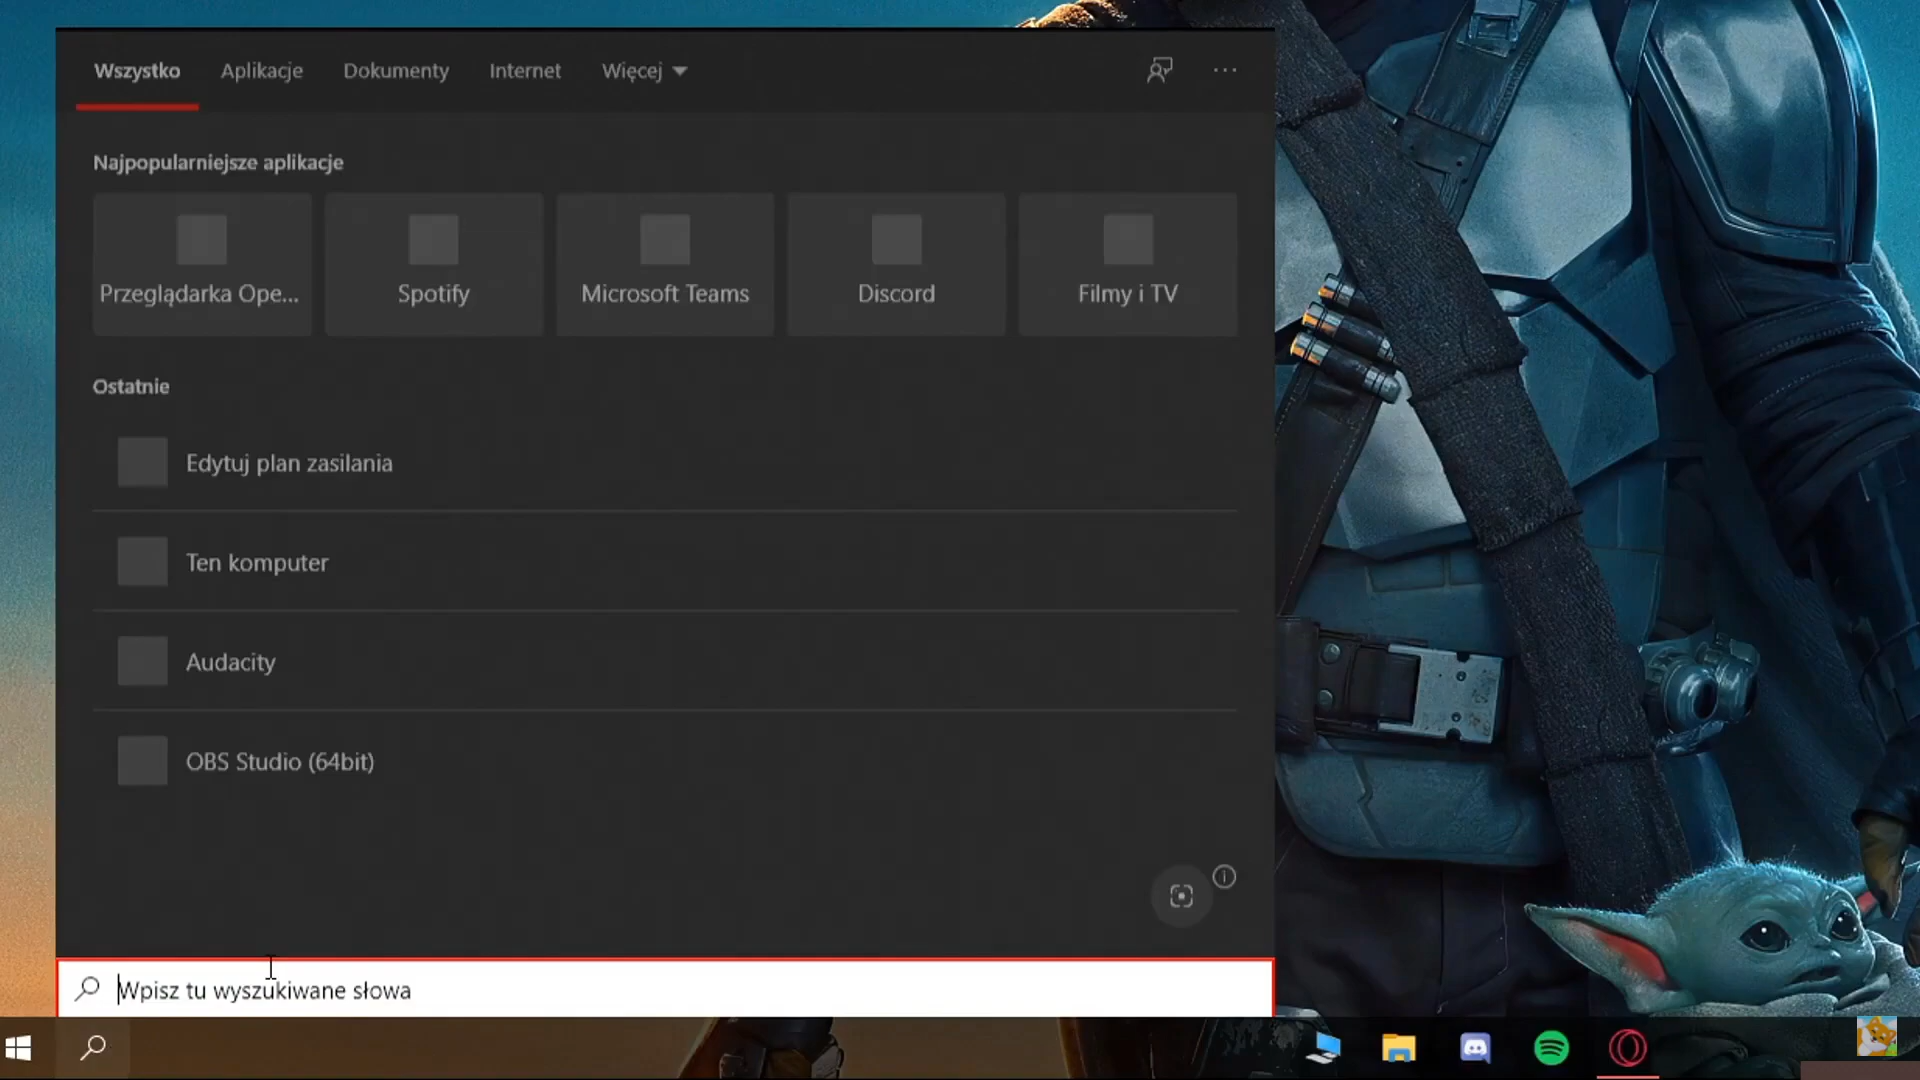 Wszystko Aplikacje Dokumenty Internet Więcej
Najpopularniejsze aplikacje
Przeglądarka Ope... Spotify Microsoft Teams Discord Filmy i TV
Ostatnie
Edytuj plan zasilania
Ten komputer
Audacity
OBS Studio (64bit)
Wpisz tu wyszukiwane słowa